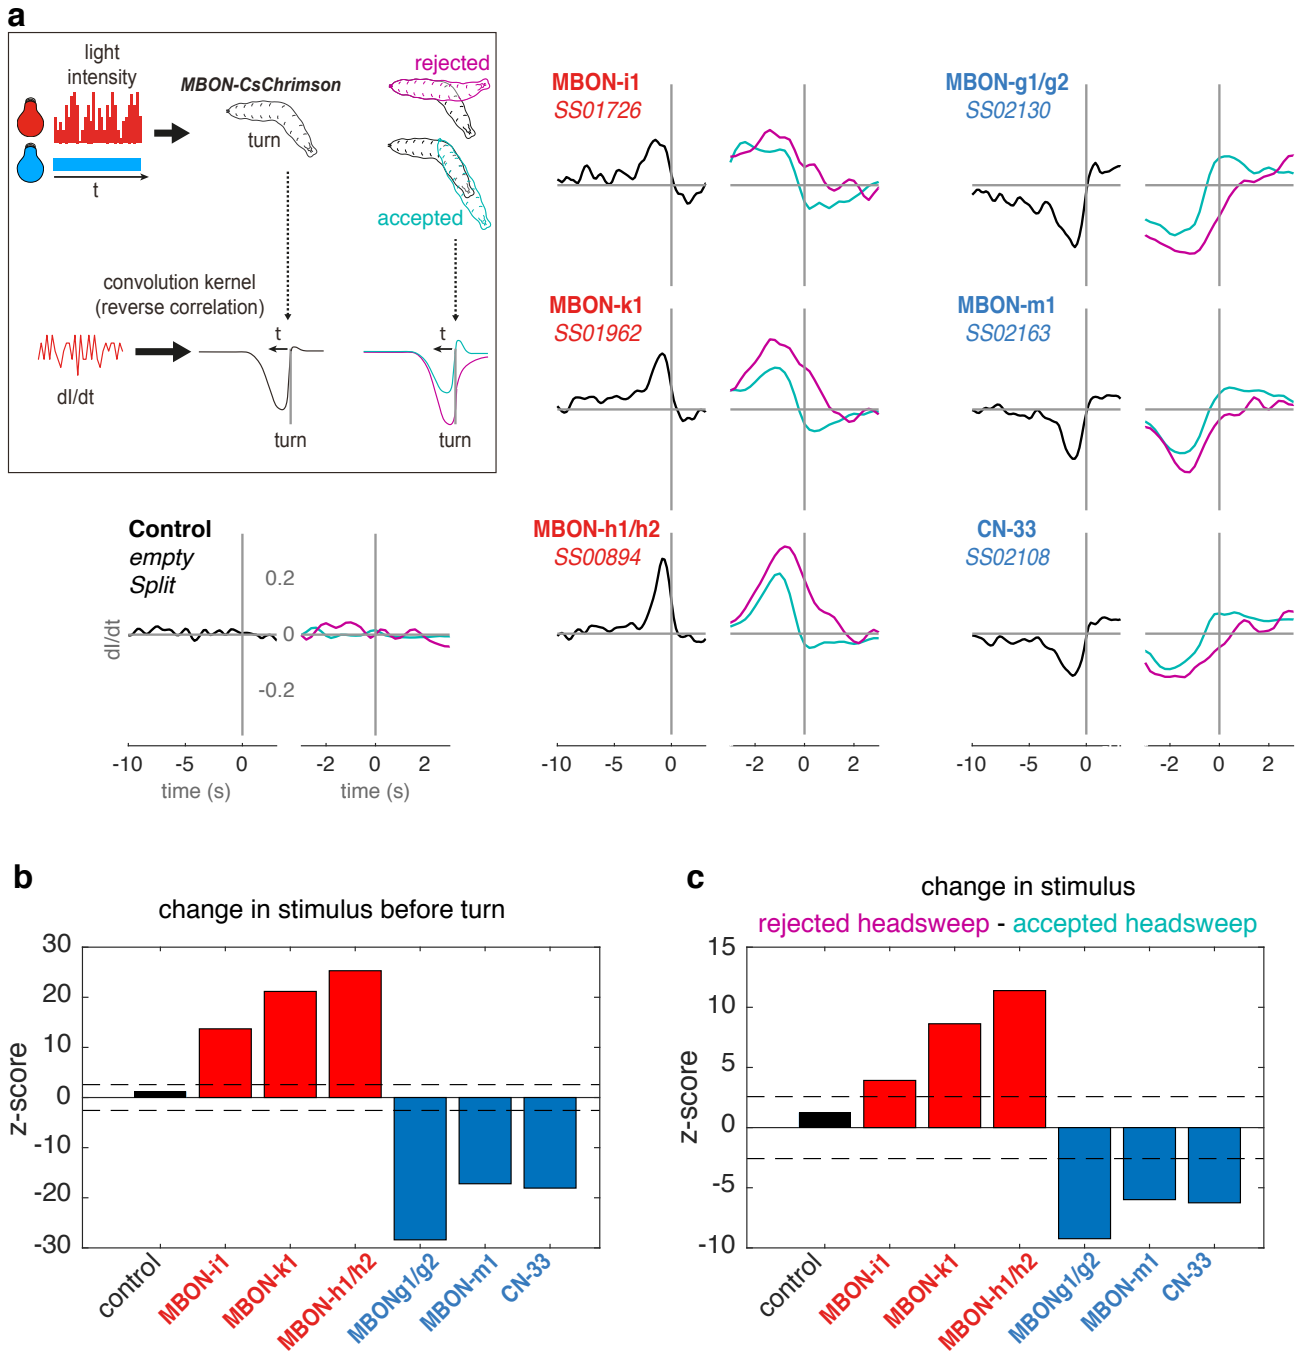 a
light
intensity
t
MBON-CsChrimson
turn
rejected
accepted
convolution kernel
(reverse correlation)
dI/dt
t
turn
t
turn
Control
empty
Split
dI/dt
0.2
0
-0.2
-10 -5 0
time (s)
-2 0 2
time (s)
MBON-i1
SS01726
MBON-k1
SS01962
MBON-h1/h2
SS00894
-10 -5 0
-2 0 2
MBON-g1/g2
SS02130
MBON-m1
SS02163
CN-33
SS02108
-10 -5 0
-2 0 2
b
change in stimulus before turn
z-score
30
20
10
0
-10
-20
-30
control
MBON-i1
MBON-k1
MBON-h1/h2
MBONg1/g2
MBON-m1
CN-33
c
change in stimulus
rejected headsweep - accepted headsweep
z-score
15
10
5
0
-5
-10
control
MBON-i1
MBON-k1
MBON-h1/h2
MBONg1/g2
MBON-m1
CN-33